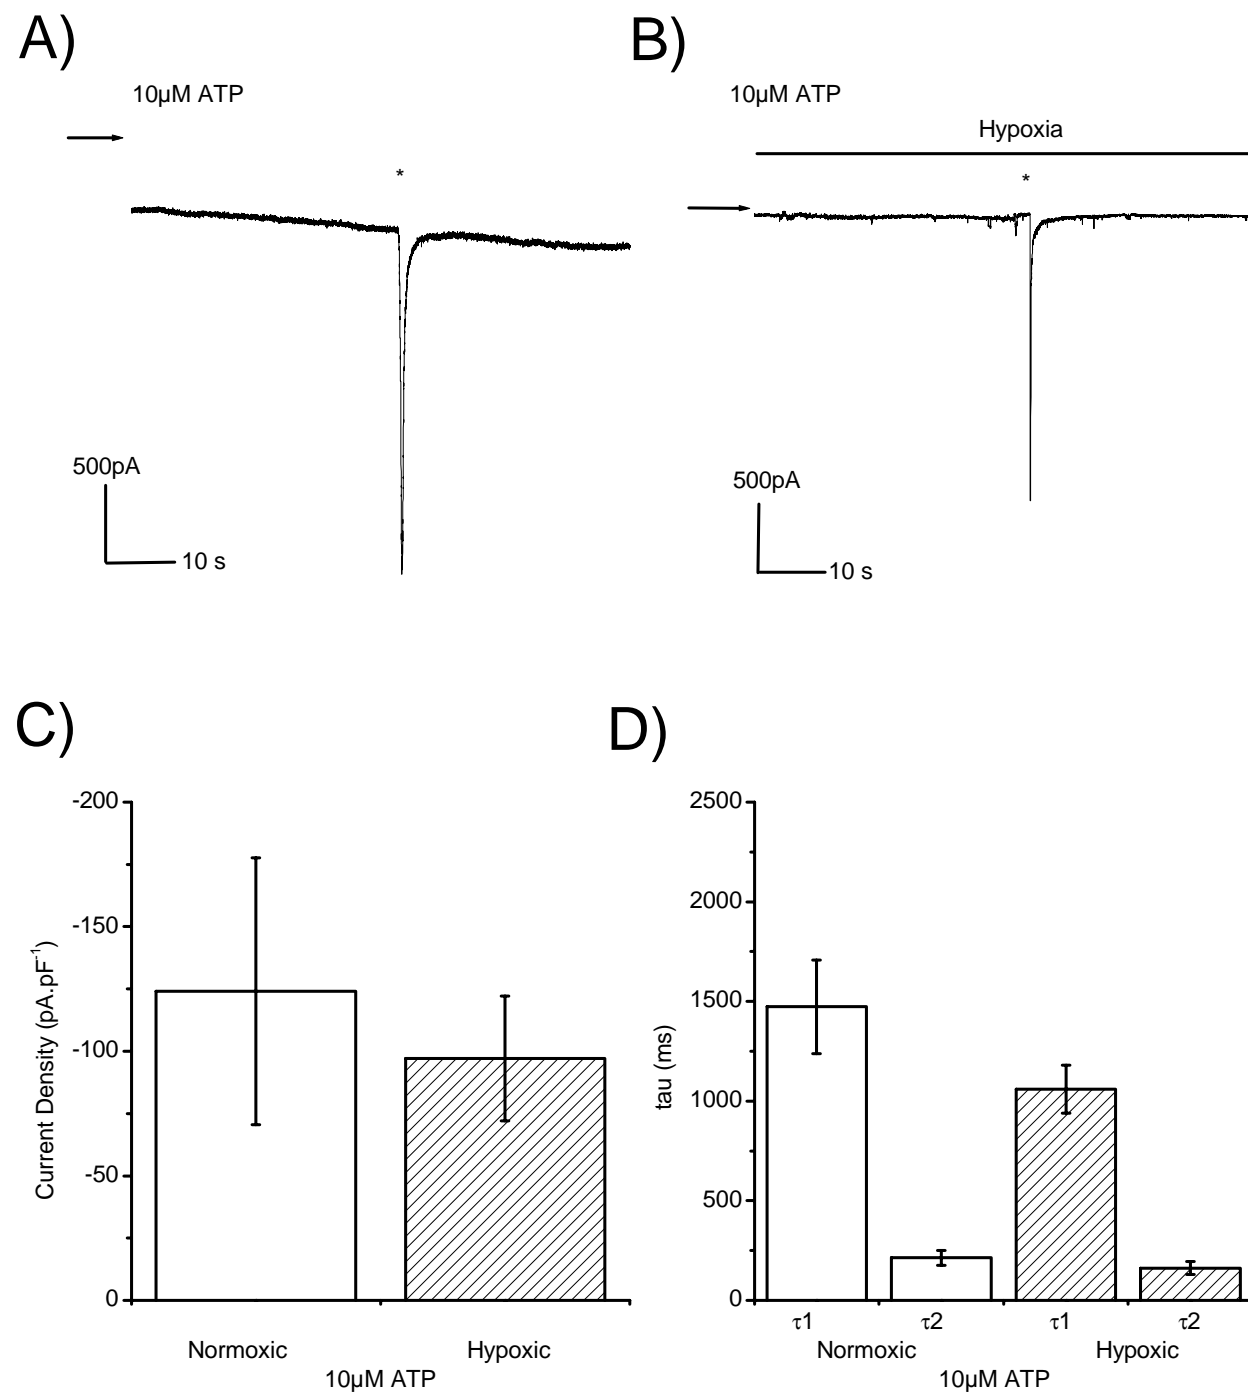 A)
10µM ATP
*
500pA
10 s
B)
10µM ATP
Hypoxia
*
500pA
10 s
C)
-200
-150
-100
-50
0
Current Density (pA.pF-1)
Normoxic
Hypoxic
10µM ATP
D)
2500
2000
1500
1000
500
0
tau (ms)
τ1
τ2
τ1
τ2
Normoxic
Hypoxic
10µM ATP